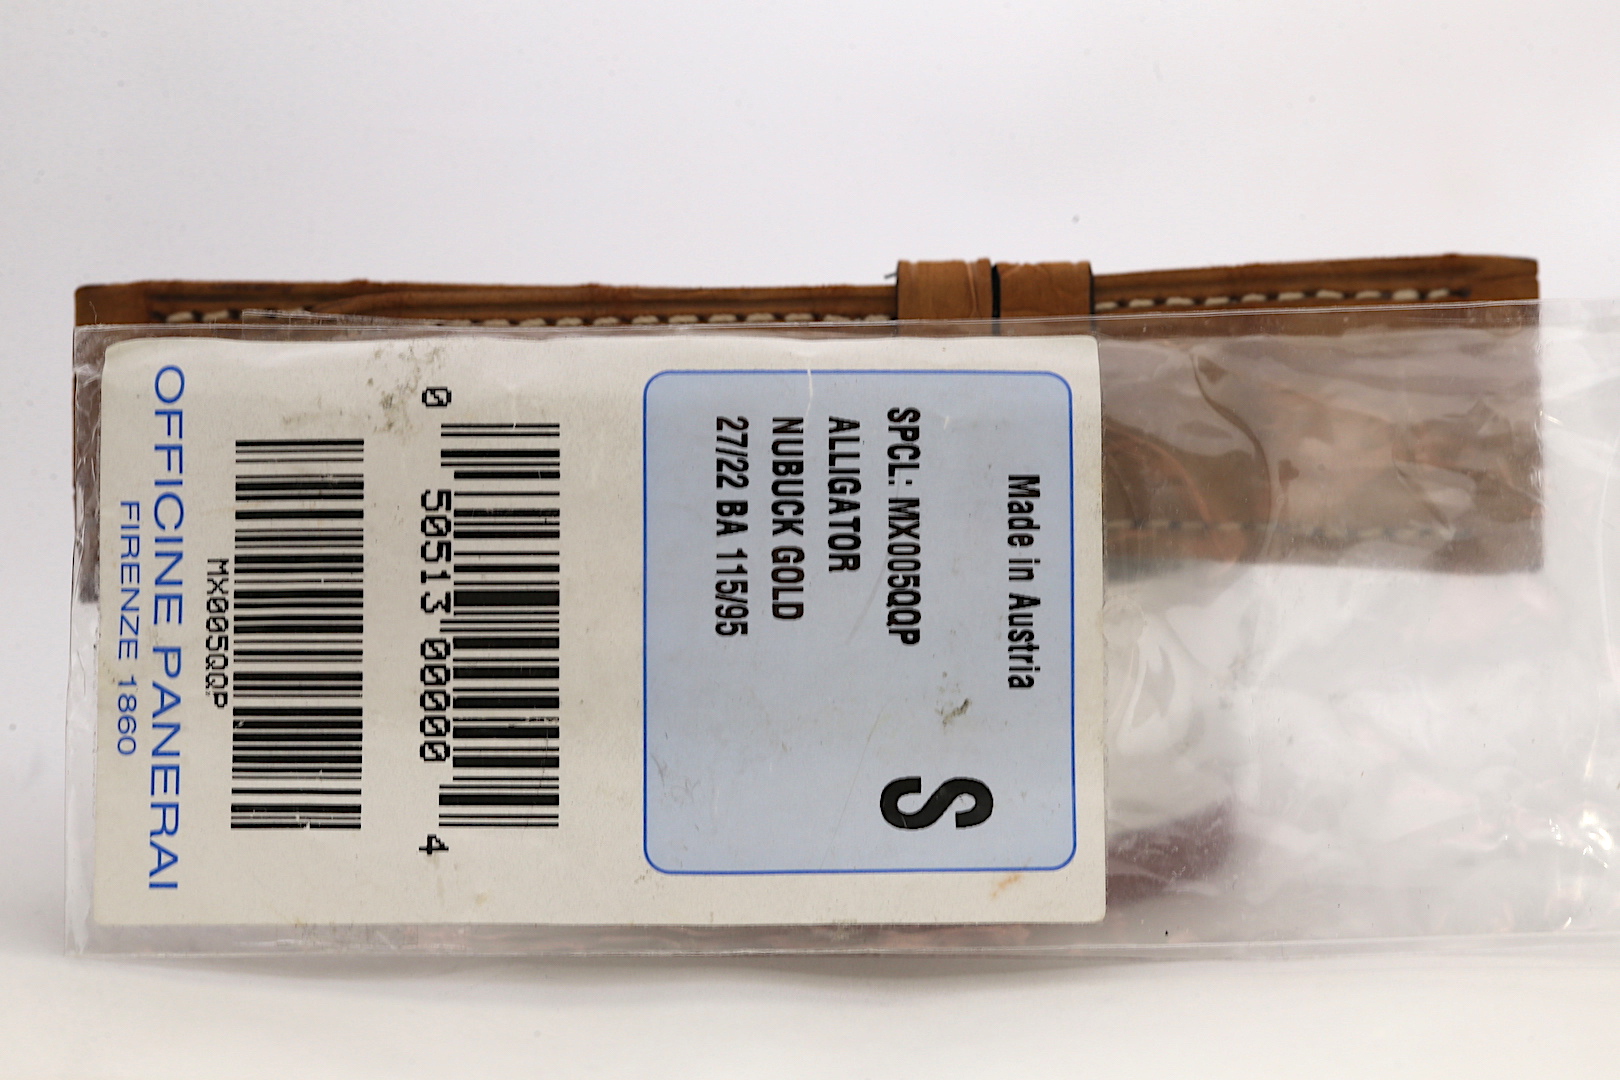 OFFICINE PANERAI
FIRENZE 1860
MX005QQP
0 50513 00000 4
Made in Austria
SPCL: MX005QQP
ALLIGATOR
NUBUCK GOLD
27/22 BA 115/95
S